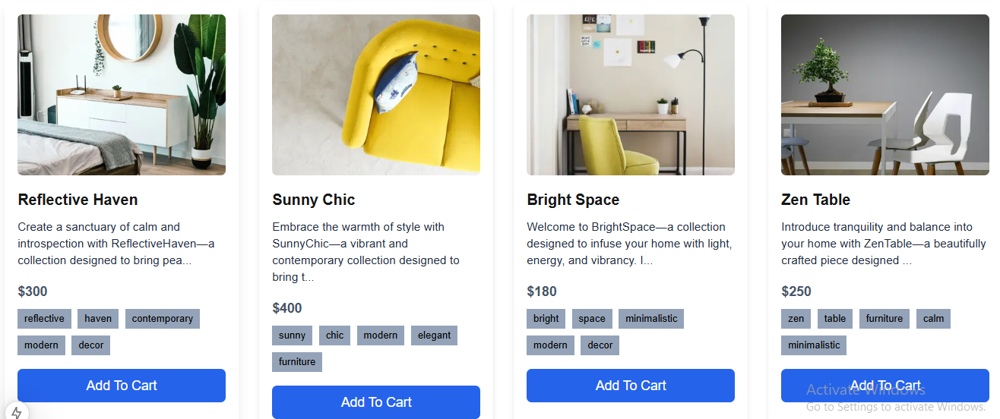 Reflective Haven
Create a sanctuary of calm and
introspection with ReflectiveHaven—a
collection designed to bring pea...
$300
reflective haven contemporary
modern decor
Add To Cart
Sunny Chic
Embrace the warmth of style with
SunnyChic—a vibrant and
contemporary collection designed to
bring t...
$400
sunny chic modern elegant
furniture
Add To Cart
Bright Space
Welcome to BrightSpace—a collection
designed to infuse your home with light,
energy, and vibrancy. I...
$180
bright space minimalistic
modern decor
Add To Cart
Zen Table
Introduce tranquility and balance into
your home with ZenTable—a beautifully
crafted piece designed ...
$250
zen table furniture calm
minimalistic
Add To Cart
Activate Windows
Go to Settings to activate Windows.